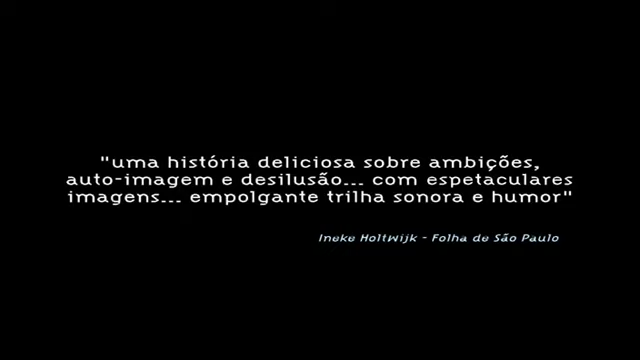 "uma história deliciosa sobre ambições,
auto-imagem e desilusão... com espetaculares
imagens... empolgante trilha sonora e humor"
Ineke Holtwijk - Folha de São Paulo